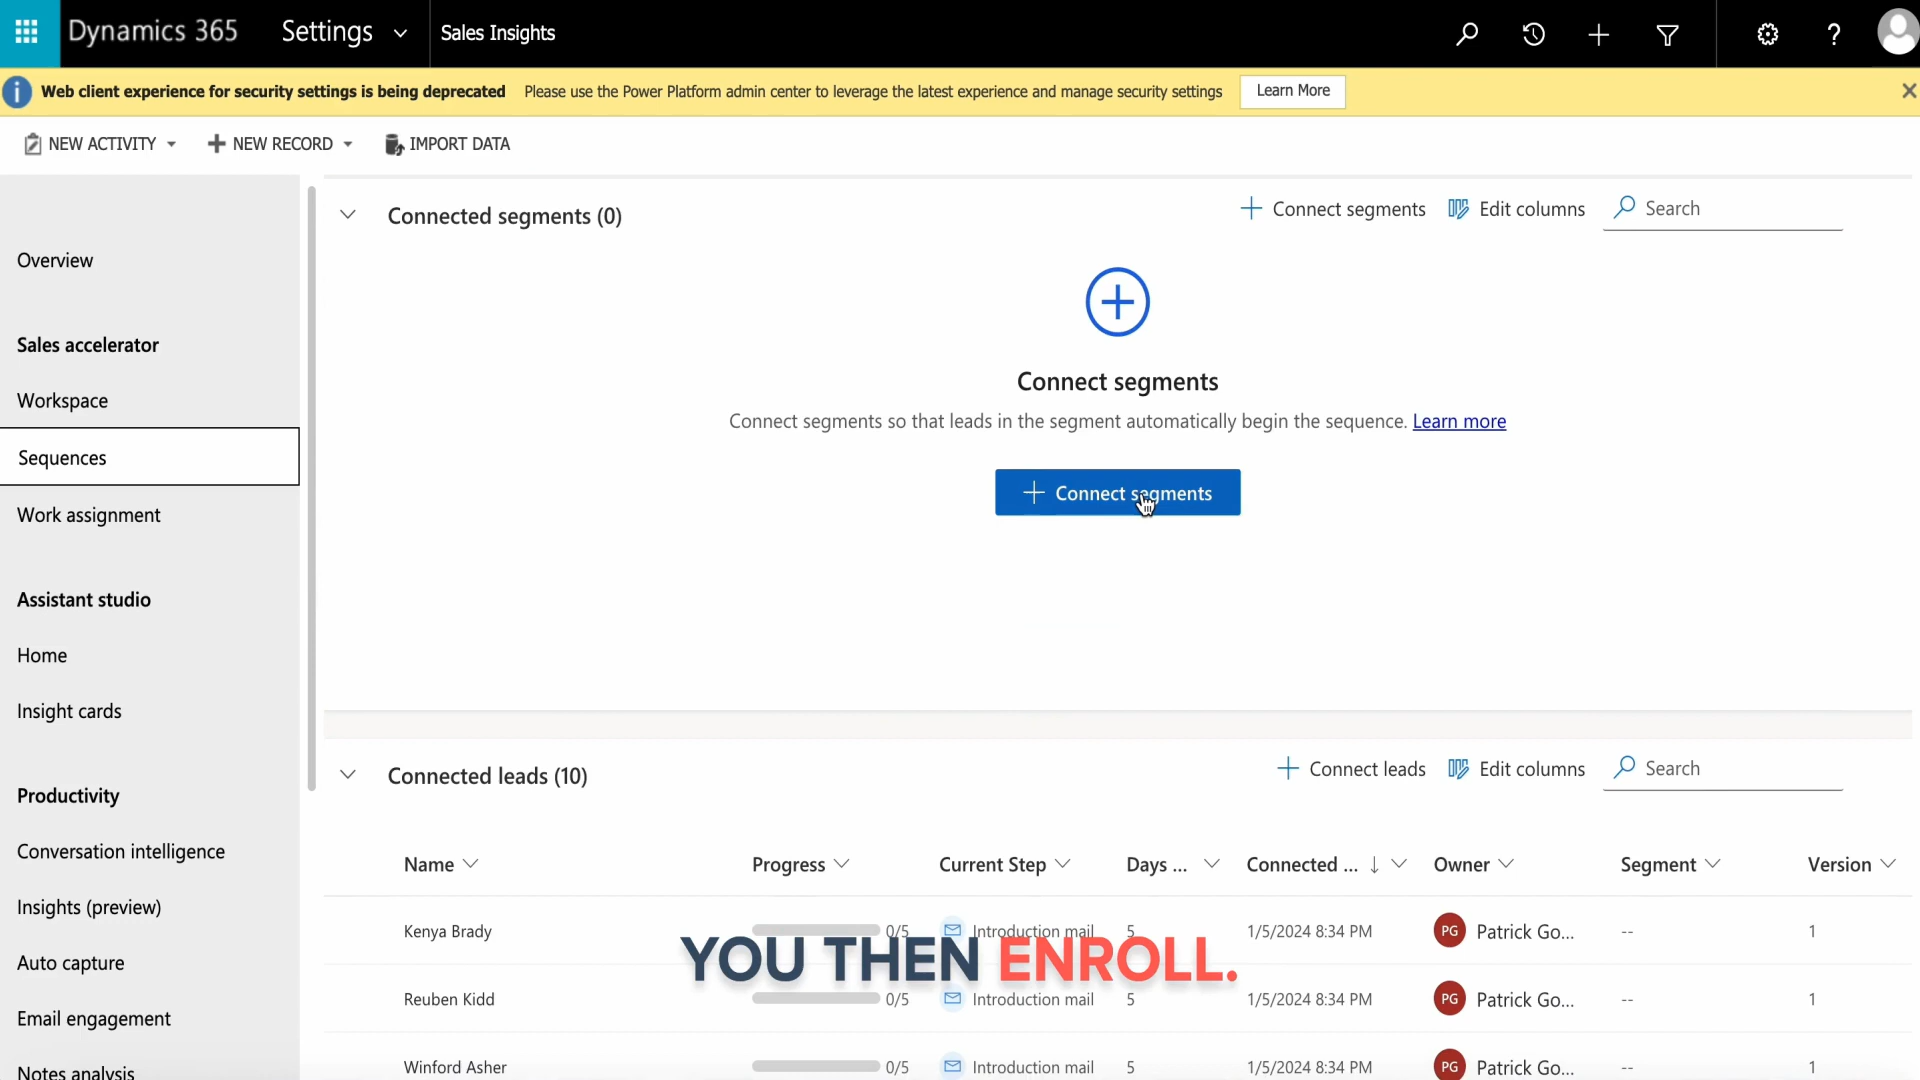 Dynamics 365 Settings Sales Insights
Web client experience for security settings is being deprecated Please use the Power Platform admin center to leverage the latest experience and manage security settings Learn More
NEW ACTIVITY NEW RECORD IMPORT DATA
Overview
Sales accelerator
Workspace
Sequences
Work assignment
Assistant studio
Home
Insight cards
Productivity
Conversation intelligence
Insights (preview)
Auto capture
Email engagement
Notes analysis
Connected segments (0) Connect segments Edit columns Search
Connect segments
Connect segments so that leads in the segment automatically begin the sequence. Learn more
Connect segments
Connected leads (10) Connect leads Edit columns Search
Name Progress Current Step Days ... Connected ... Owner Segment Version
Kenya Brady 0/5 Introduction mail 5 1/5/2024 8:34 PM PG Patrick Go... -- 1
YOU THEN ENROLL.
Reuben Kidd 0/5 Introduction mail 5 1/5/2024 8:34 PM PG Patrick Go... -- 1
Winford Asher 0/5 Introduction mail 5 1/5/2024 8:34 PM PG Patrick Go... -- 1